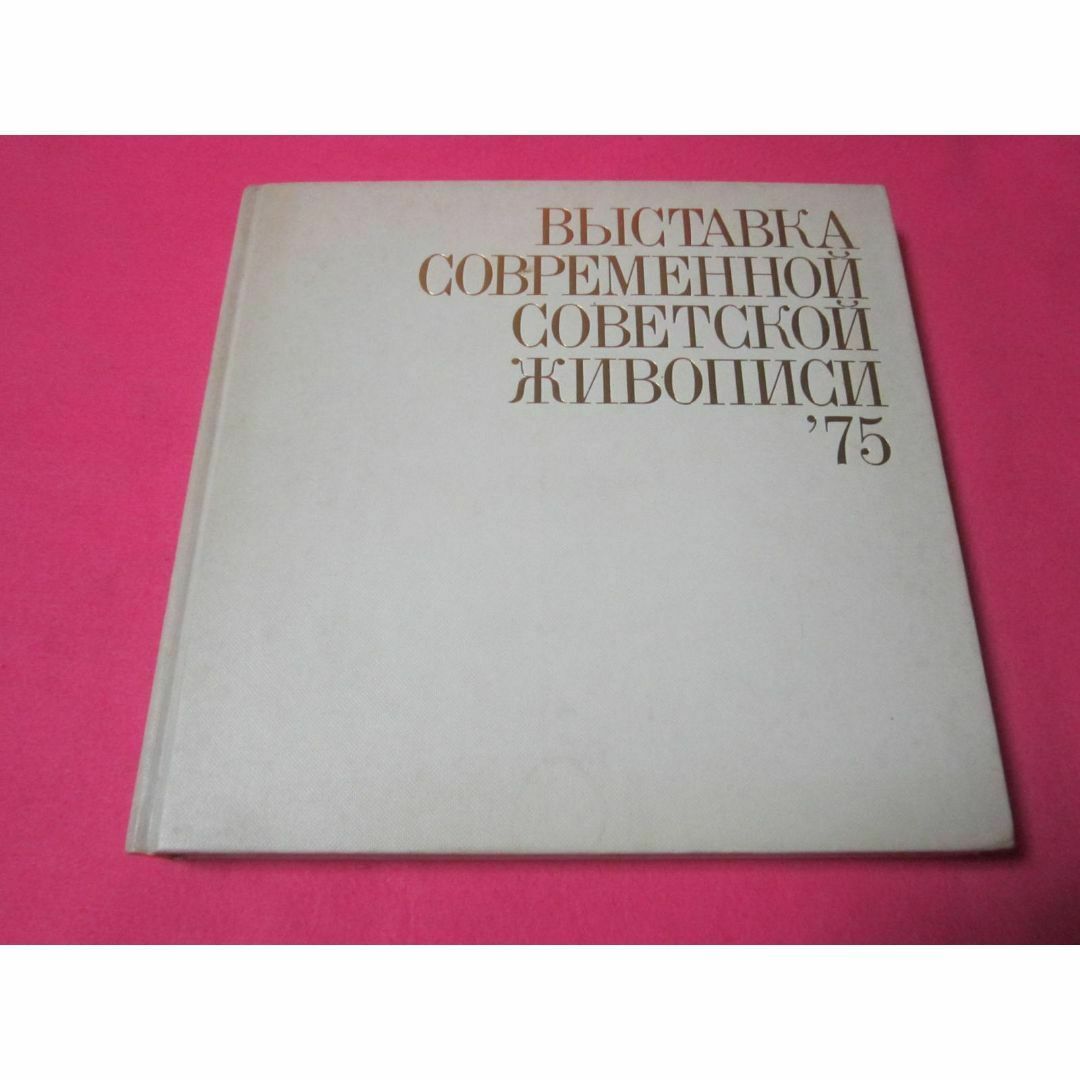 ВЫСТАВКА
СОВРЕМЕННОЙ
СОВЕТСКОЙ
ЖИВОПИСИ
’75